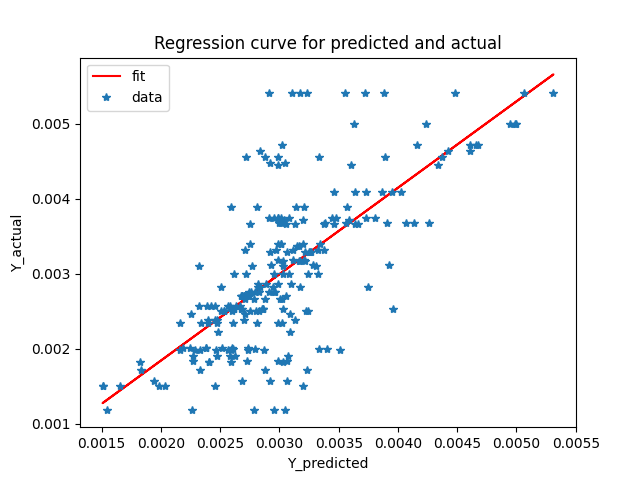 Regression curve for predicted and actual
fit
data
Y_actual
0.005
0.004
0.003
0.002
0.001
0.0015 0.0020 0.0025 0.0030 0.0035 0.0040 0.0045 0.0050 0.0055
Y_predicted